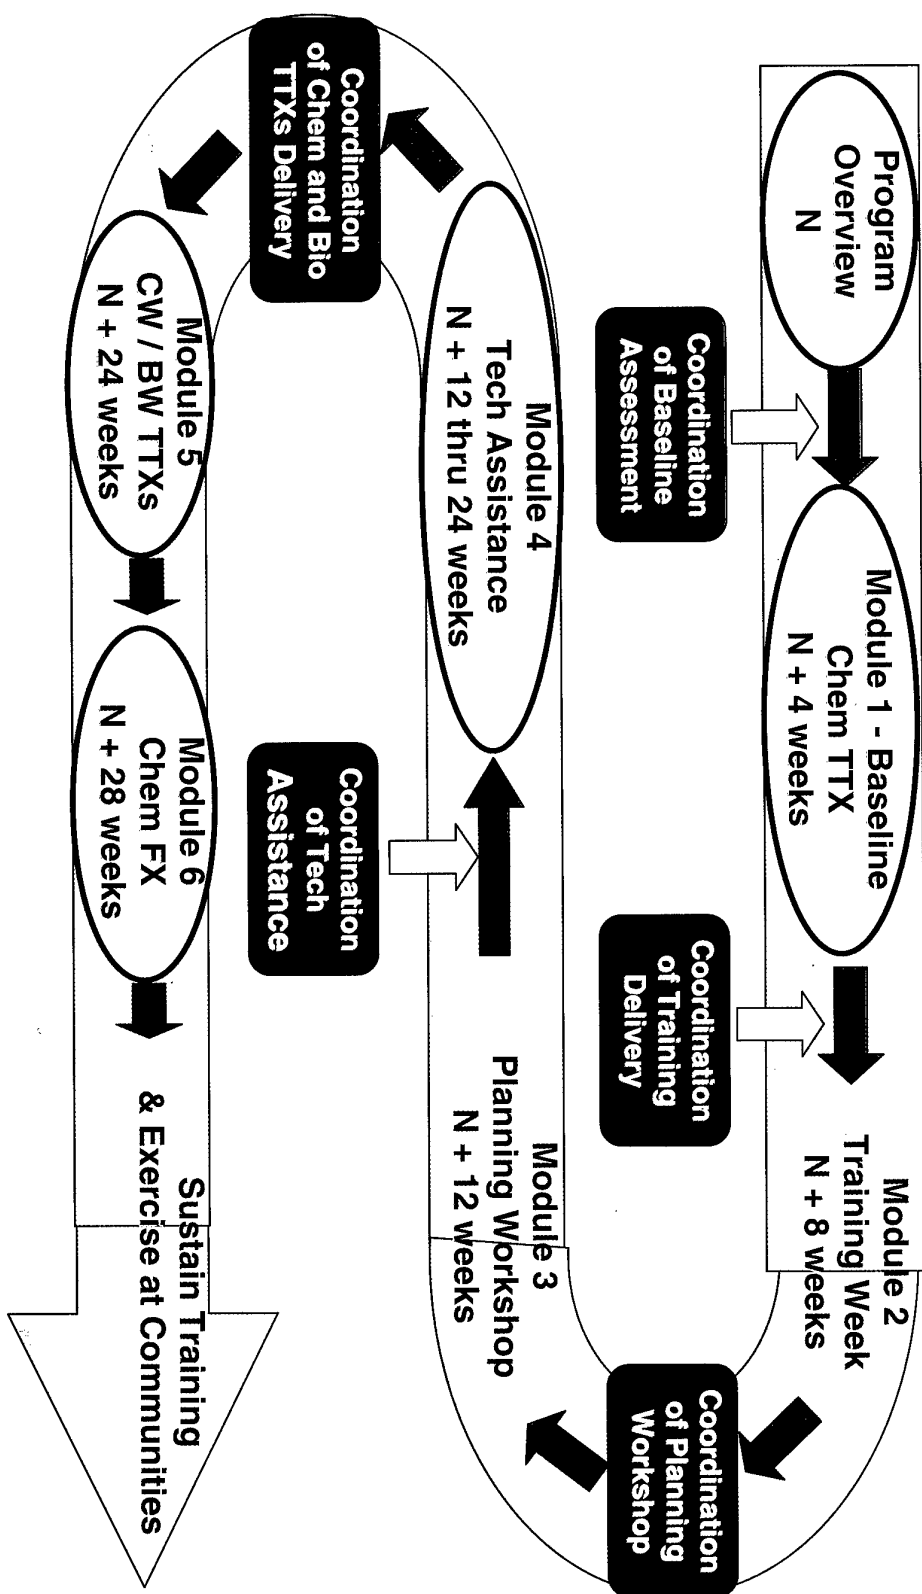 Program
Overview
N
Coordination
of Baseline
Assessment
Module 1 - Baseline
Chem TTX
N + 4 weeks
Coordination
of Training
Delivery
Module 2
Training Week
N + 8 weeks
Coordination
of Planning
Workshop
Module 3
Planning Workshop
N + 12 weeks
Coordination
of Tech
Assistance
Module 4
Tech Assistance
N + 12 thru 24 weeks
Coordination
of Chem and Bio
TTXs Delivery
Module 5
CW / BW TTXs
N + 24 weeks
Module 6
Chem FX
N + 28 weeks
Sustain Training
& Exercise at Communities